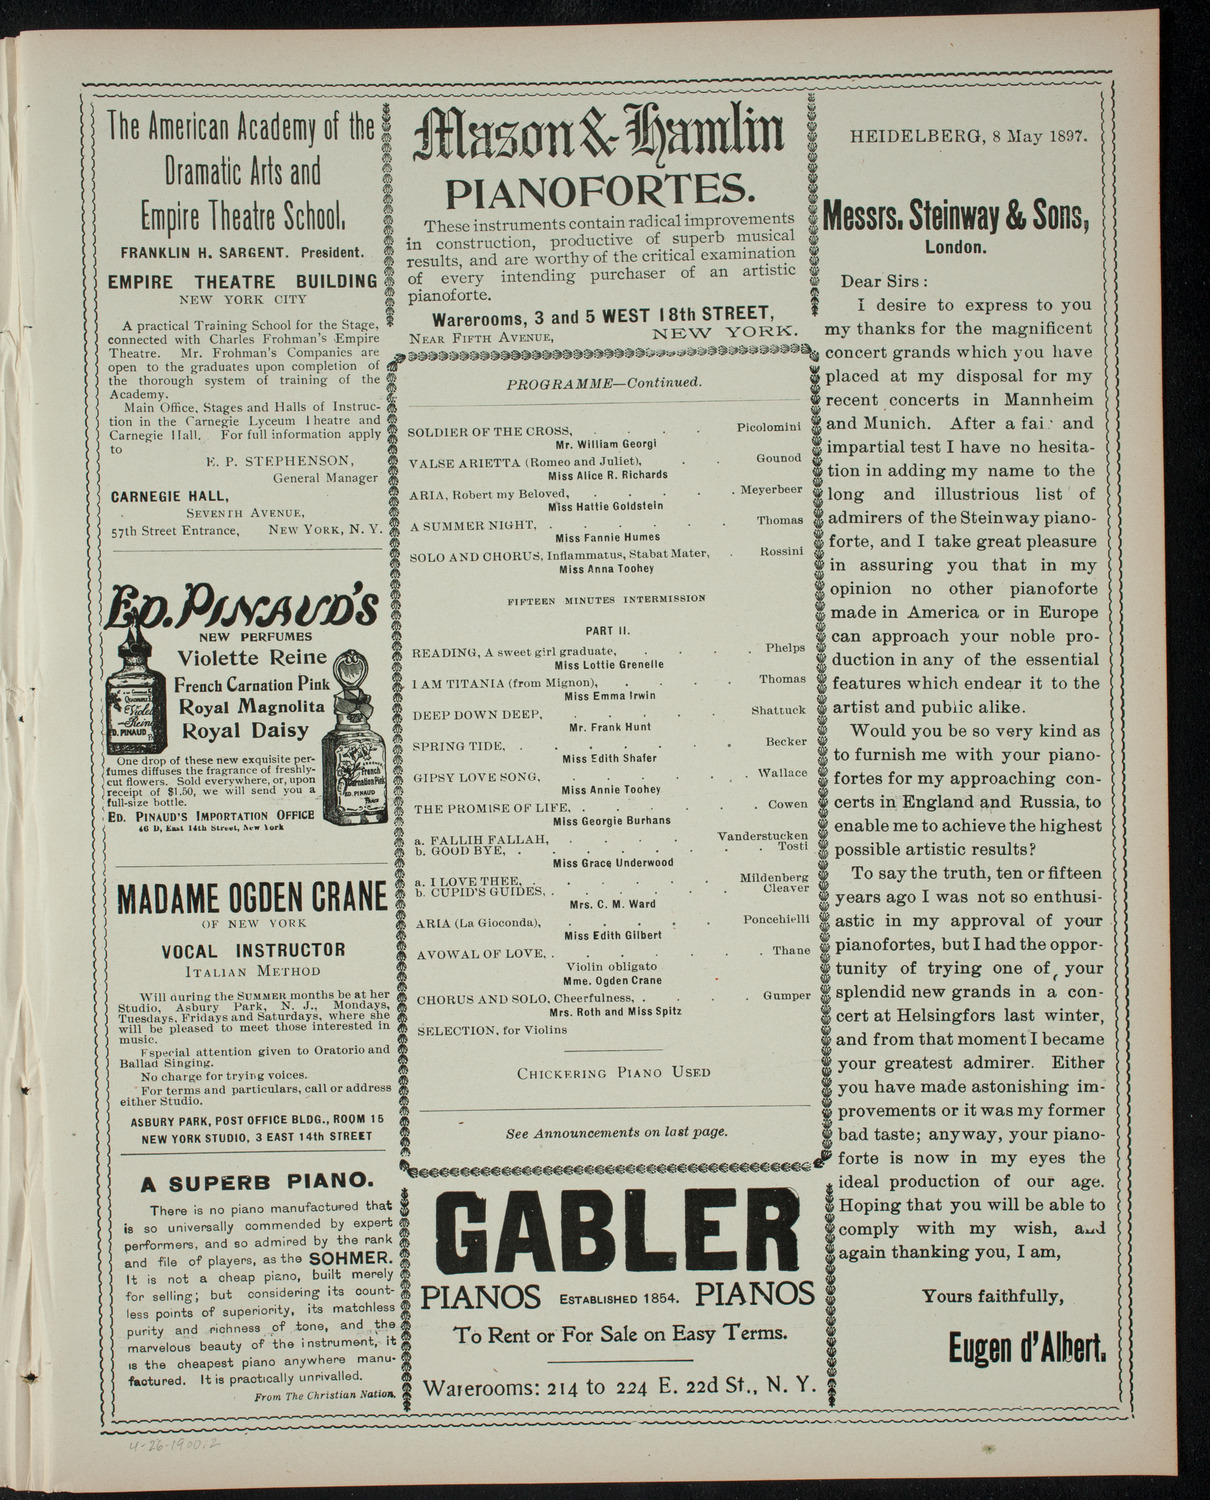 The American Academy of the
Dramatic Arts and
Empire Theatre School.
FRANKLIN H. SARGENT. President.
EMPIRE THEATRE BUILDING
NEW YORK CITY
A practical Training School for the Stage,
connected with Charles Frohman's Empire
Theatre. Mr. Frohman's Companies are
open to the graduates upon completion of
the thorough system of training of the
Academy.
Main Office, Stages and Halls of Instruc-
tion in the Carnegie Lyceum Theatre and
Carnegie Hall. For full information apply
to
E. P. STEPHENSON,
General Manager
CARNEGIE HALL,
SEVENTH AVENUE,
57th Street Entrance, NEW YORK, N. Y.
ED. PINAUD'S
NEW PERFUMES
Violette Reine
French Carnation Pink
Royal Magnolita
Royal Daisy
One drop of these new exquisite per-
fumes diffuses the fragrance of freshly-
cut flowers. Sold everywhere, or, upon
receipt of $1.50, we will send you a
full-size bottle.
ED. PINAUD'S IMPORTATION OFFICE
46 D, East 14th Street, New York
MADAME OGDEN CRANE
OF NEW YORK
VOCAL INSTRUCTOR
ITALIAN METHOD
Will during the SUMMER months be at her
Studio, Asbury Park, N. J., Mondays,
Tuesdays, Fridays and Saturdays, where she
will be pleased to meet those interested in
music.
Especial attention given to Oratorio and
Ballad Singing.
No charge for trying voices.
For terms and particulars, call or address
either Studio.
ASBURY PARK, POST OFFICE BLDG., ROOM 15
NEW YORK STUDIO, 3 EAST 14th STREET
A SUPERB PIANO.
There is no piano manufactured that
is so universally commended by expert
performers, and so admired by the rank
and file of players, as the SOHMER.
It is not a cheap piano, built merely
for selling; but considering its count-
less points of superiority, its matchless
purity and richness of tone, and the
marvelous beauty of the instrument, it
is the cheapest piano anywhere manu-
factured. It is practically unrivalled.
From The Christian Nation.
4-26-1900:2
Mason & Hamlin
PIANOFORTES.
These instruments contain radical improvements
in construction, productive of superb musical
results, and are worthy of the critical examination
of every intending purchaser of an artistic
pianoforte.
Warerooms, 3 and 5 WEST 18th STREET,
NEAR FIFTH AVENUE, NEW YORK.
PROGRAMME—Continued.
SOLDIER OF THE CROSS, . . . . Picolomini
Mr. William Georgi
VALSE ARIETTA (Romeo and Juliet), . . Gounod
Miss Alice R. Richards
ARIA, Robert my Beloved, . . . . . Meyerbeer
Miss Hattie Goldstein
A SUMMER NIGHT, . . . . . . Thomas
Miss Fannie Humes
SOLO AND CHORUS, Inflammatus, Stabat Mater, . Rossini
Miss Anna Toohey
FIFTEEN MINUTES INTERMISSION
PART II.
READING, A sweet girl graduate, . . . . Phelps
Miss Lottie Grenelle
I AM TITANIA (from Mignon), . . . . Thomas
Miss Emma Irwin
DEEP DOWN DEEP, . . . . . Shattuck
Mr. Frank Hunt
SPRING TIDE, . . . . . . . Becker
Miss Edith Shafer
GIPSY LOVE SONG, . . . . . . Wallace
Miss Annie Toohey
THE PROMISE OF LIFE, . . . . . . Cowen
Miss Georgie Burhans
a. FALLIH FALLAH, . . . . . Vanderstucken
b. GOOD BYE, . . . . . . . . Tosti
Miss Grace Underwood
a. I LOVE THEE, . . . . . . Mildenberg
b. CUPID'S GUIDES, . . . . . . . Cleaver
Mrs. C. M. Ward
ARIA (La Gioconda), . . . . . Ponchielli
Miss Edith Gilbert
AVOWAL OF LOVE, . . . . . . . Thane
Violin obligato
Mme. Ogden Crane
CHORUS AND SOLO, Cheerfulness, . . . . Gumper
Mrs. Roth and Miss Spitz
SELECTION, for Violins
CHICKERING PIANO USED
See Announcements on last page.
GABLER
PIANOS ESTABLISHED 1854. PIANOS
To Rent or For Sale on Easy Terms.
Warerooms: 214 to 224 E. 22d St., N. Y.
HEIDELBERG, 8 May 1897.
Messrs. Steinway & Sons,
London.
Dear Sirs:
I desire to express to you
my thanks for the magnificent
concert grands which you have
placed at my disposal for my
recent concerts in Mannheim
and Munich. After a fair and
impartial test I have no hesita-
tion in adding my name to the
long and illustrious list of
admirers of the Steinway piano-
forte, and I take great pleasure
in assuring you that in my
opinion no other pianoforte
made in America or in Europe
can approach your noble pro-
duction in any of the essential
features which endear it to the
artist and public alike.
Would you be so very kind as
to furnish me with your piano-
fortes for my approaching con-
certs in England and Russia, to
enable me to achieve the highest
possible artistic results?
To say the truth, ten or fifteen
years ago I was not so enthusi-
astic in my approval of your
pianofortes, but I had the oppor-
tunity of trying one of your
splendid new grands in a con-
cert at Helsingfors last winter,
and from that moment I became
your greatest admirer. Either
you have made astonishing im-
provements or it was my former
bad taste; anyway, your piano-
forte is now in my eyes the
ideal production of our age.
Hoping that you will be able to
comply with my wish, and
again thanking you, I am,
Yours faithfully,
Eugen d'Albert.